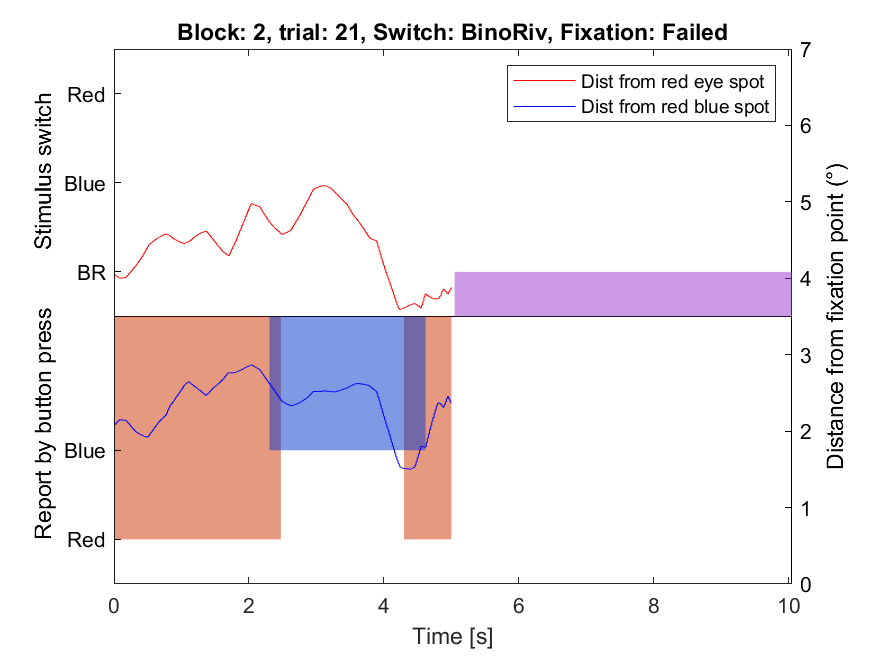 Block: 2, trial: 21, Switch: BinoRiv, Fixation: Failed
Stimulus switch
Red
Blue
BR
Report by button press
Blue
Red
Dist from red eye spot
Dist from red blue spot
7
6
5
4
3
2
1
0
Distance from fixation point (°)
0 2 4 6 8 10
Time [s]